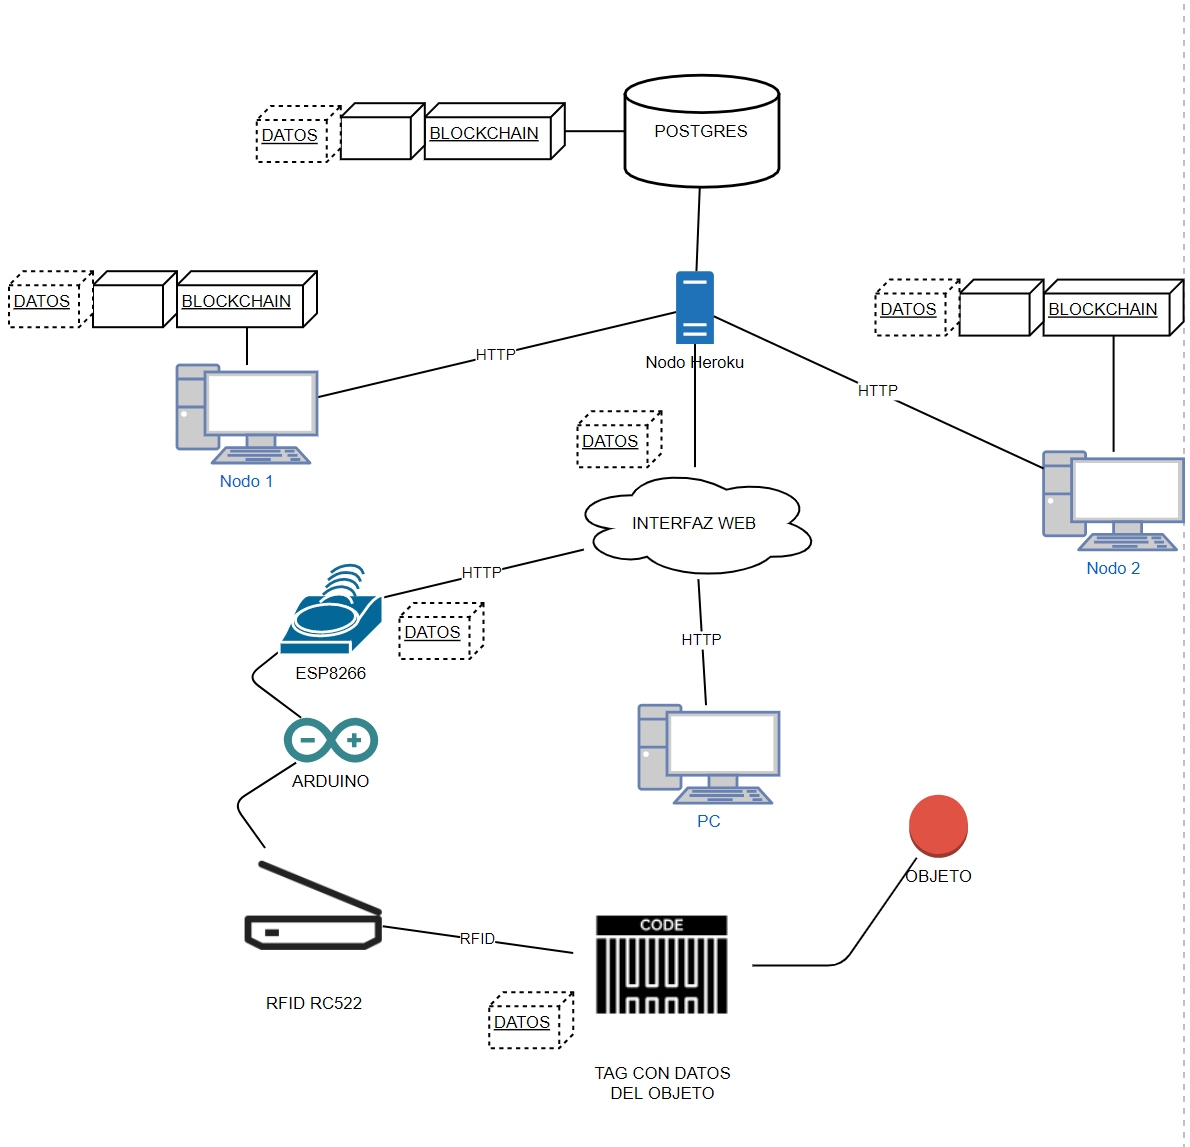 POSTGRES
DATOS
BLOCKCHAIN
DATOS
BLOCKCHAIN
DATOS
BLOCKCHAIN
HTTP
Nodo Heroku
HTTP
DATOS
Nodo 1
INTERFAZ WEB
Nodo 2
HTTP
DATOS
HTTP
ESP8266
ARDUINO
PC
OBJETO
CODE
RFID
RFID RC522
DATOS
TAG CON DATOS
DEL OBJETO